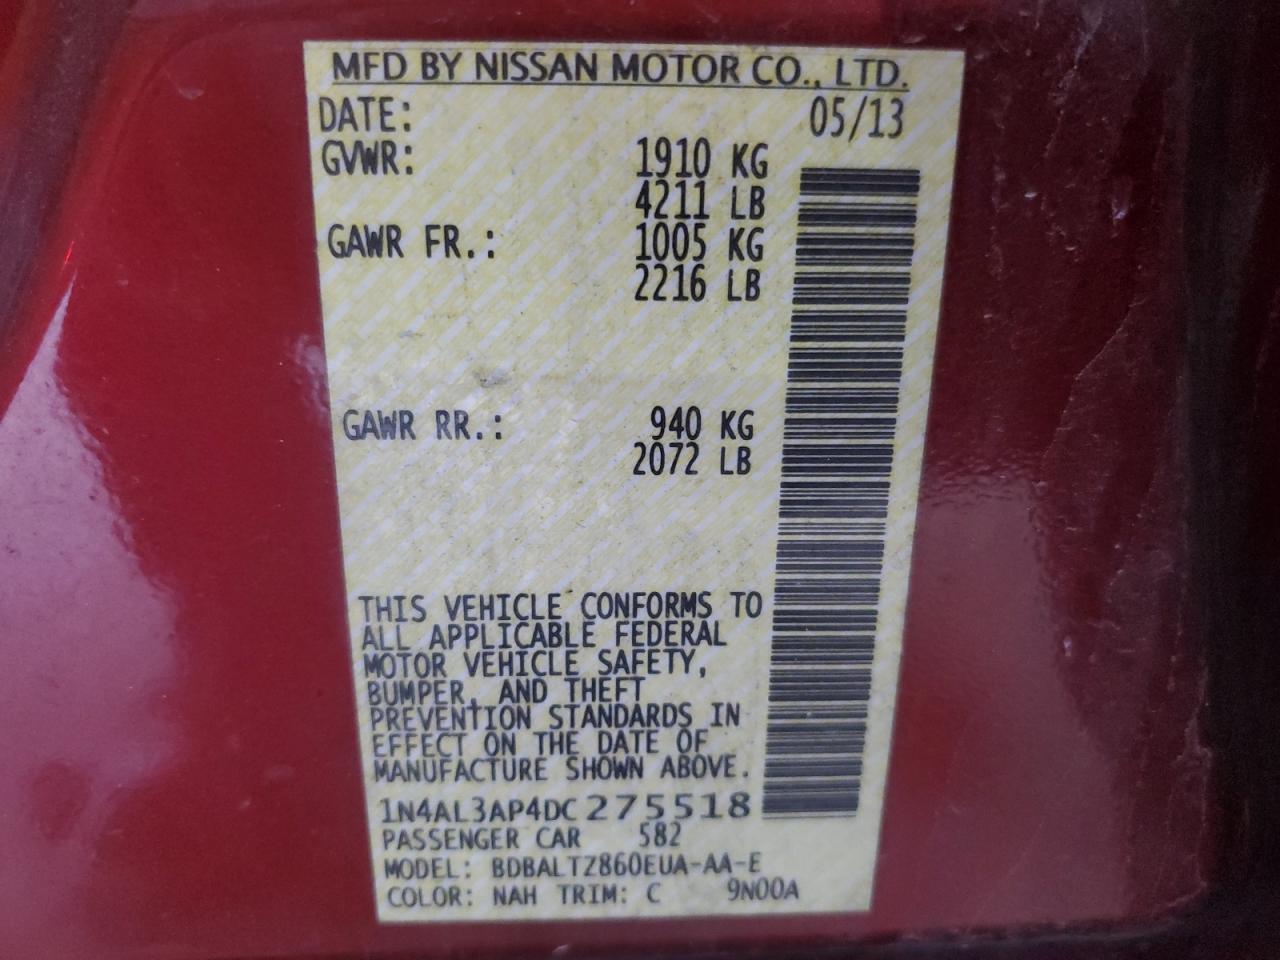 MFD BY NISSAN MOTOR CO., LTD.
DATE: 05/13
GVWR: 1910 KG
4211 LB
GAWR FR.: 1005 KG
2216 LB
GAWR RR.: 940 KG
2072 LB
THIS VEHICLE CONFORMS TO
ALL APPLICABLE FEDERAL
MOTOR VEHICLE SAFETY,
BUMPER, AND THEFT
PREVENTION STANDARDS IN
EFFECT ON THE DATE OF
MANUFACTURE SHOWN ABOVE.
1N4AL3AP4DC275518
PASSENGER CAR 582
MODEL: BDBALTZ860EUA-AA-E
COLOR: NAH TRIM: C 9N00A